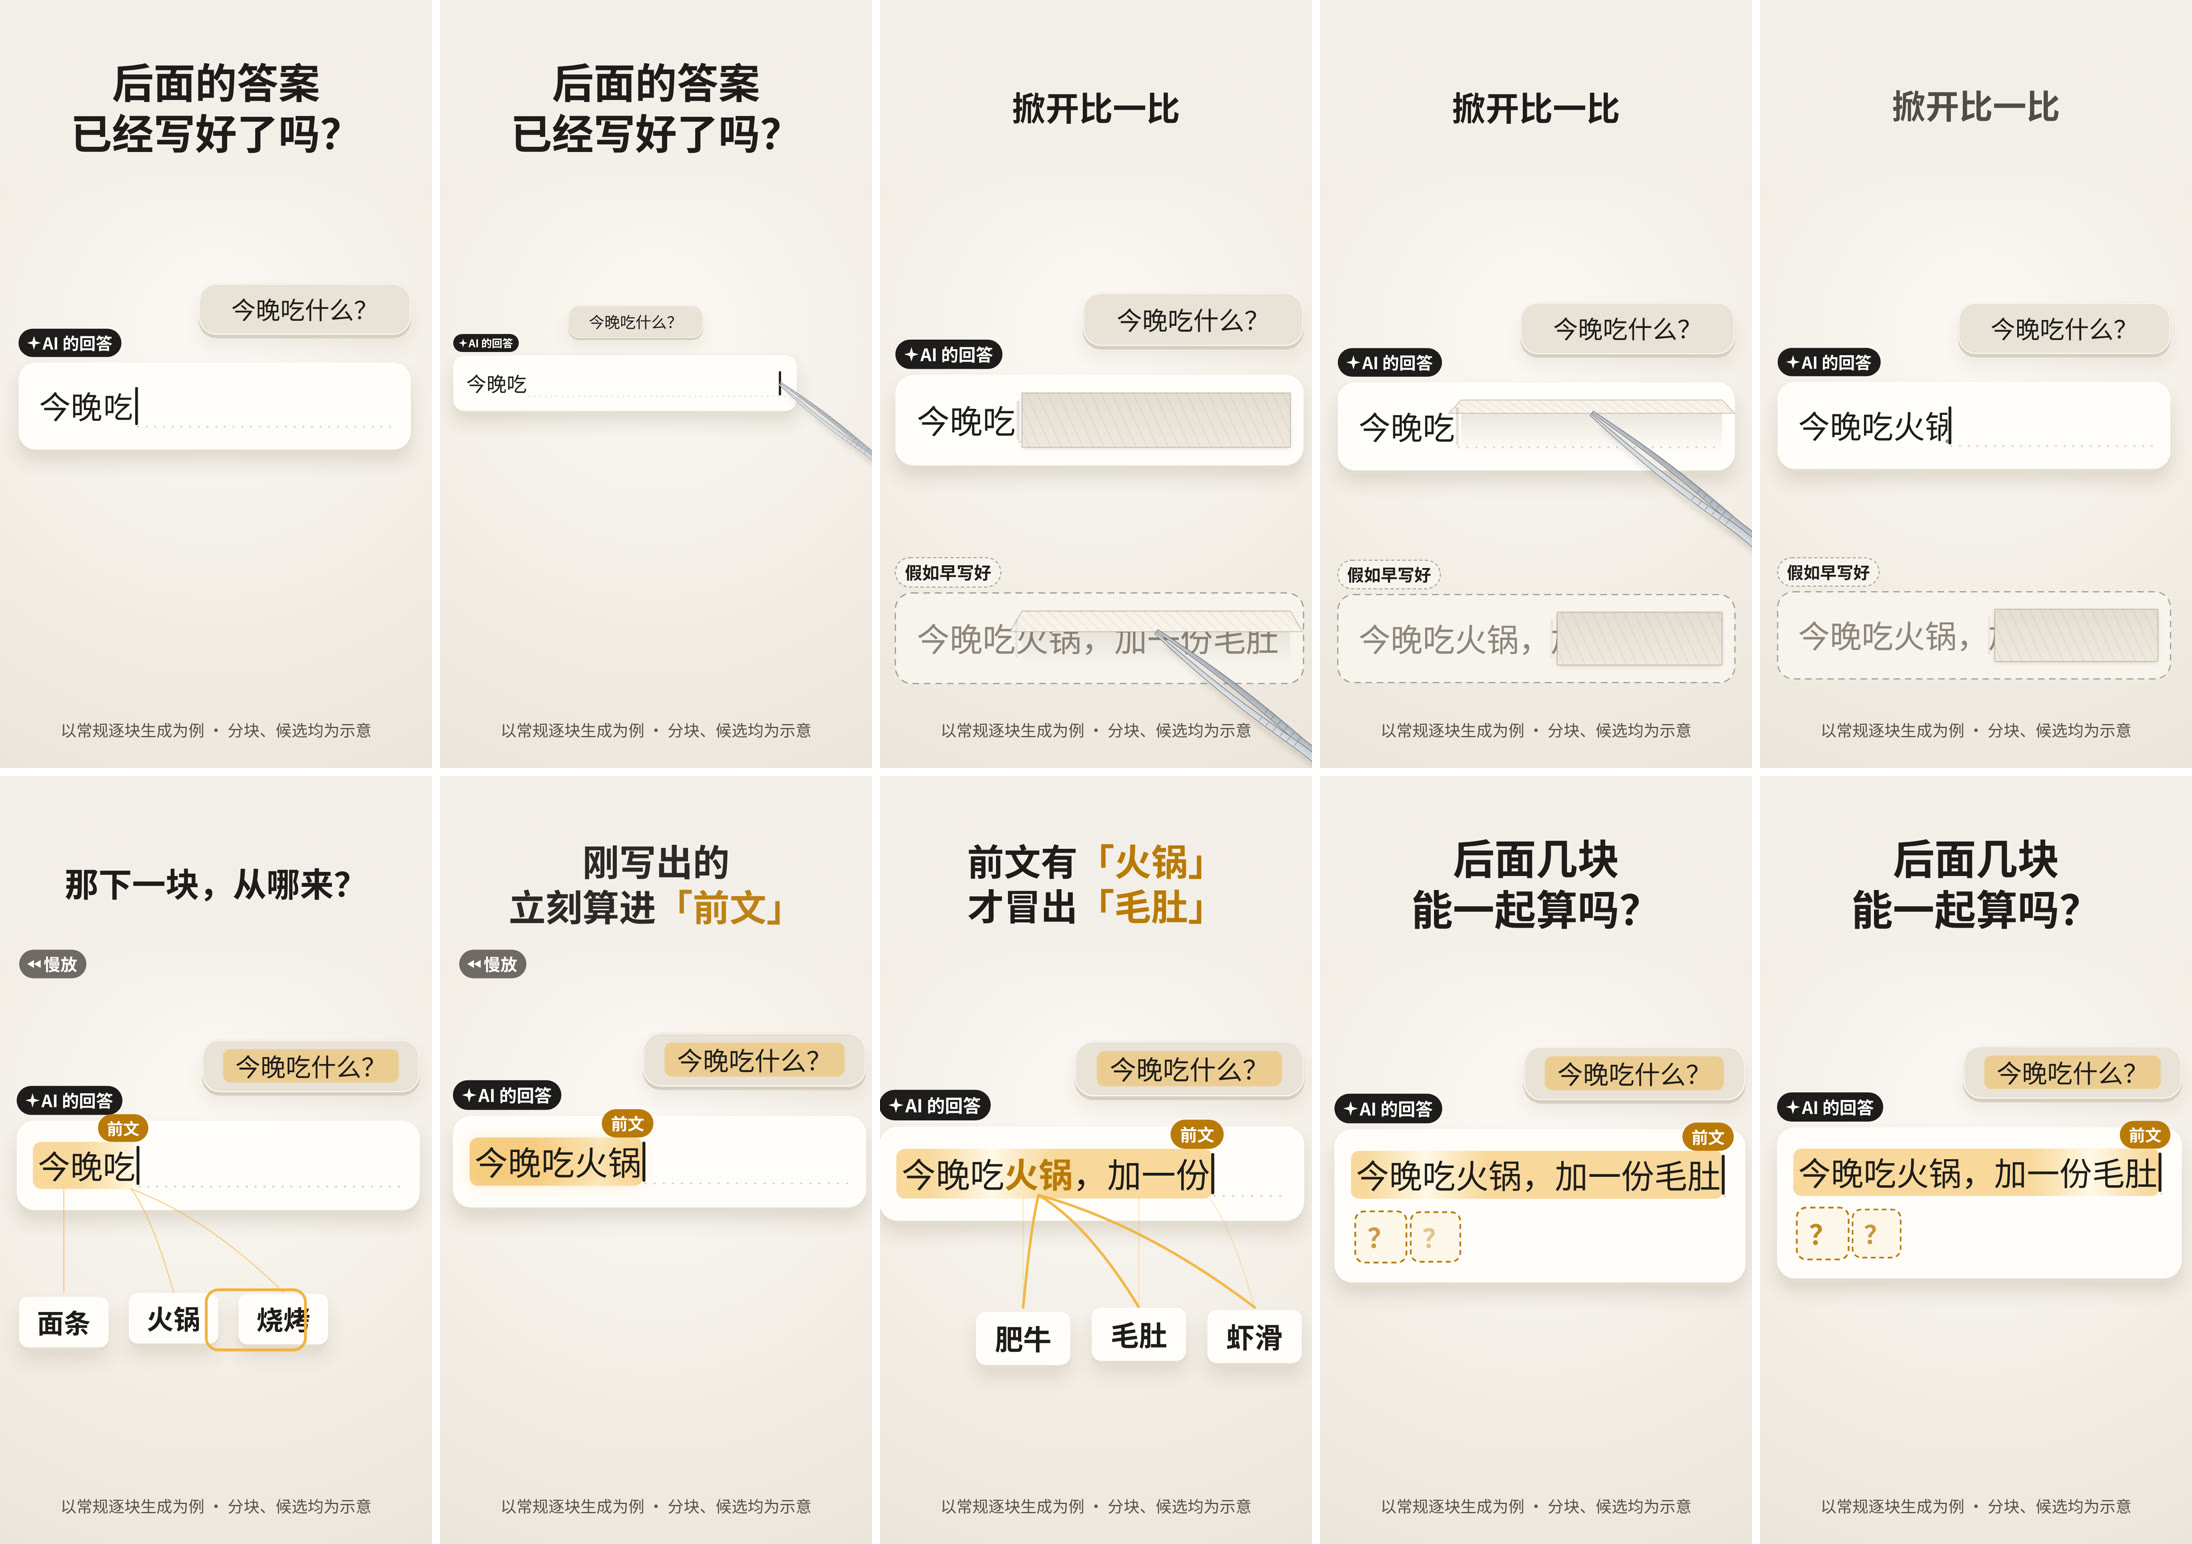 后面的答案
已经写好了吗？
今晚吃什么？
AI 的回答
今晚吃
以常规逐块生成为例 · 分块、候选均为示意
后面的答案
已经写好了吗？
今晚吃什么？
AI 的回答
今晚吃
以常规逐块生成为例 · 分块、候选均为示意
掀开比一比
今晚吃什么？
AI 的回答
今晚吃
假如早写好
今晚吃火锅，加一份毛肚
以常规逐块生成为例 · 分块、候选均为示意
掀开比一比
今晚吃什么？
AI 的回答
今晚吃
假如早写好
今晚吃火锅，
以常规逐块生成为例 · 分块、候选均为示意
掀开比一比
今晚吃什么？
AI 的回答
今晚吃火锅
假如早写好
今晚吃火锅，
以常规逐块生成为例 · 分块、候选均为示意
那下一块，从哪来？
慢放
今晚吃什么？
AI 的回答
前文
今晚吃
面条 火锅 烧烤
以常规逐块生成为例 · 分块、候选均为示意
刚写出的
立刻算进「前文」
慢放
今晚吃什么？
AI 的回答
前文
今晚吃火锅
以常规逐块生成为例 · 分块、候选均为示意
前文有「火锅」
才冒出「毛肚」
今晚吃什么？
AI 的回答
前文
今晚吃火锅，加一份
肥牛 毛肚 虾滑
以常规逐块生成为例 · 分块、候选均为示意
后面几块
能一起算吗？
今晚吃什么？
AI 的回答
前文
今晚吃火锅，加一份毛肚
？ ？
以常规逐块生成为例 · 分块、候选均为示意
后面几块
能一起算吗？
今晚吃什么？
AI 的回答
前文
今晚吃火锅，加一份毛肚
？ ？
以常规逐块生成为例 · 分块、候选均为示意